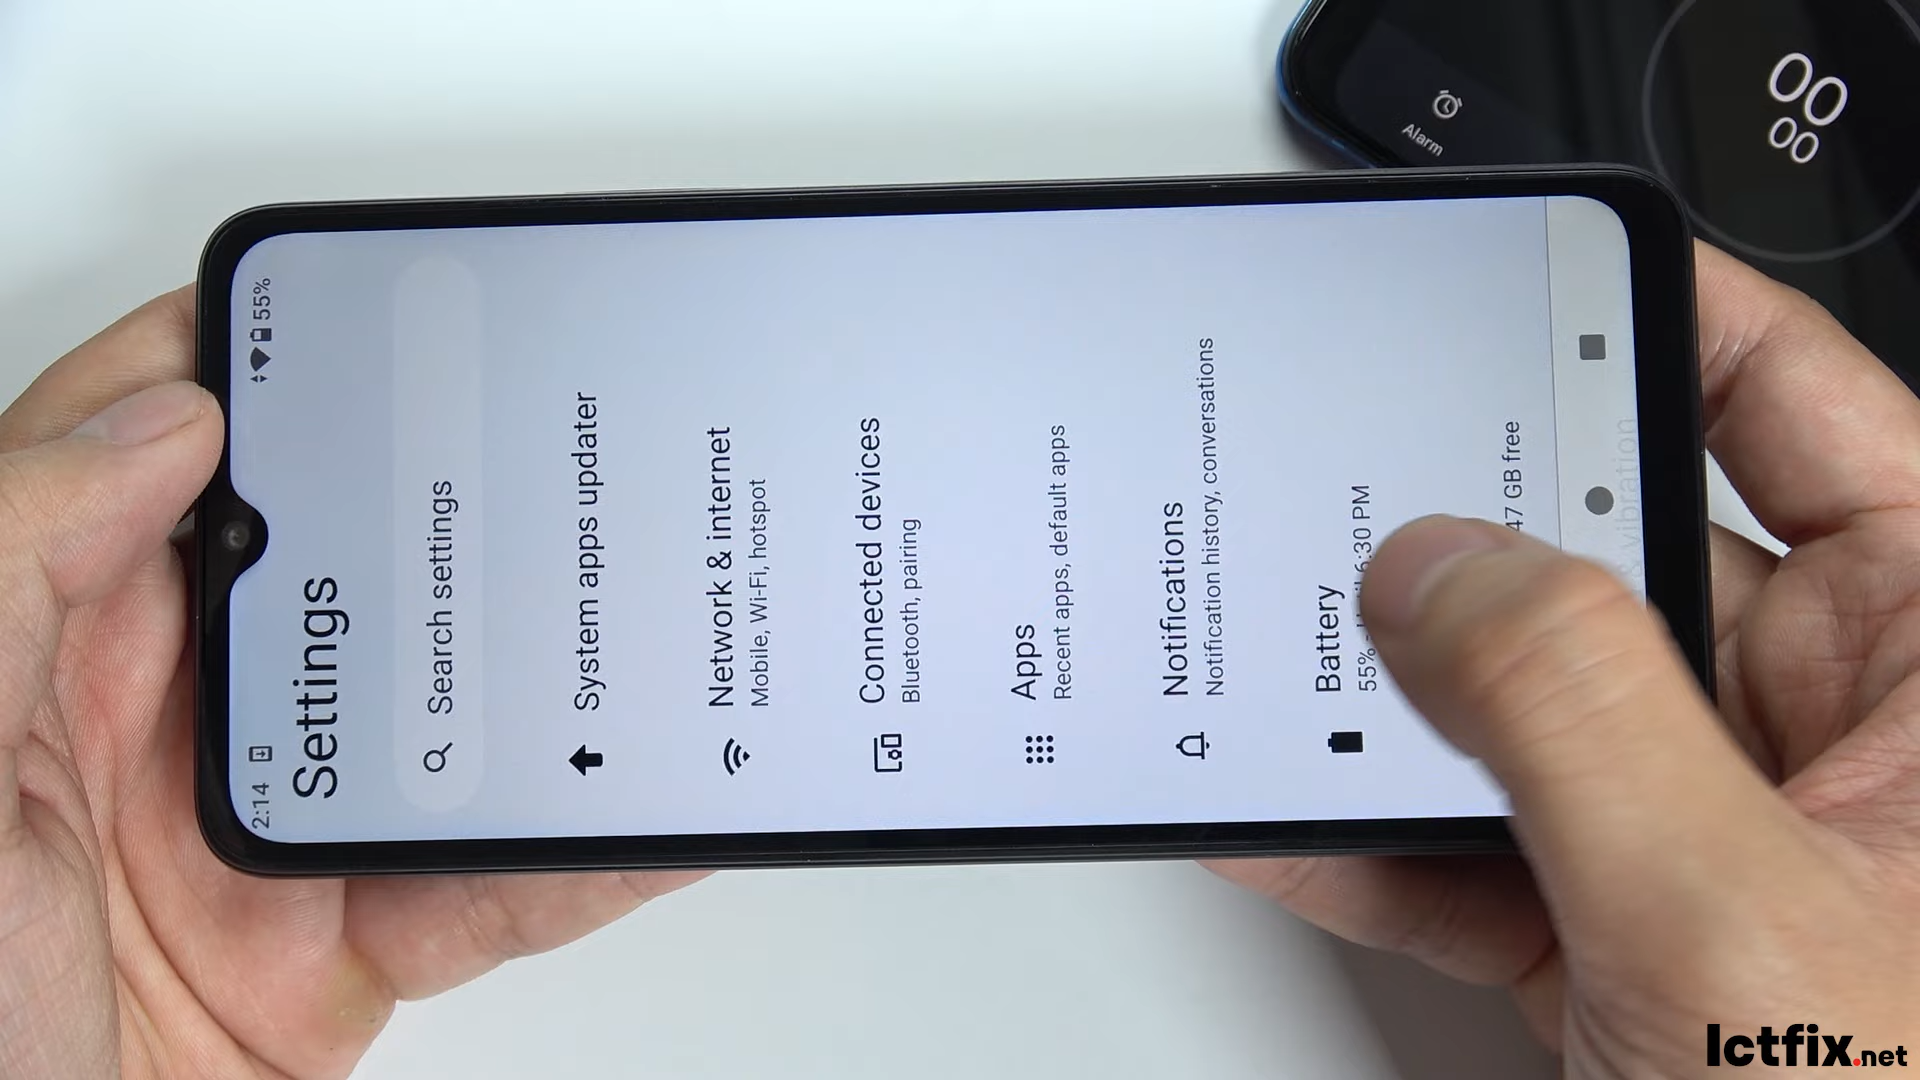 2:14
55%
Settings
Search settings
System apps updater
Network & internet
Mobile, Wi-Fi, hotspot
Connected devices
Bluetooth, pairing
Apps
Recent apps, default apps
Notifications
Notification history, conversations
Battery
55% - Until 6:30 PM
47 GB free
& vibration
Alarm
00
00
Ictfix.net